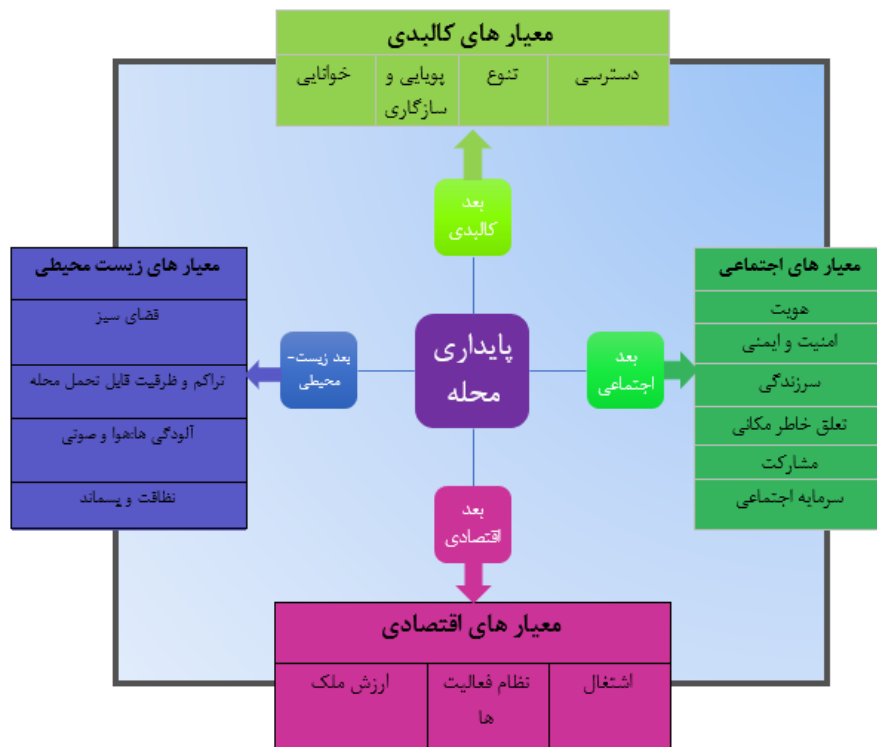 معیار های کالبدی
دسترسی
تنوع
پویایی و
سازگاری
خوانایی
بعد
کالبدی
معیار های اجتماعی
هویت
امنیت و ایمنی
سرزندگی
تعلق خاطر مکانی
مشارکت
سرمایه اجتماعی
بعد
اجتماعی
پایداری
محله
بعد زیست-
محیطی
معیار های زیست محیطی
فضای سبز
تراکم و ظرفیت قابل تحمل محله
آلودگی ها:هوا و صوتی
نظافت و پسماند
بعد
اقتصادی
معیار های اقتصادی
اشتغال
نظام فعالیت
ها
ارزش ملک